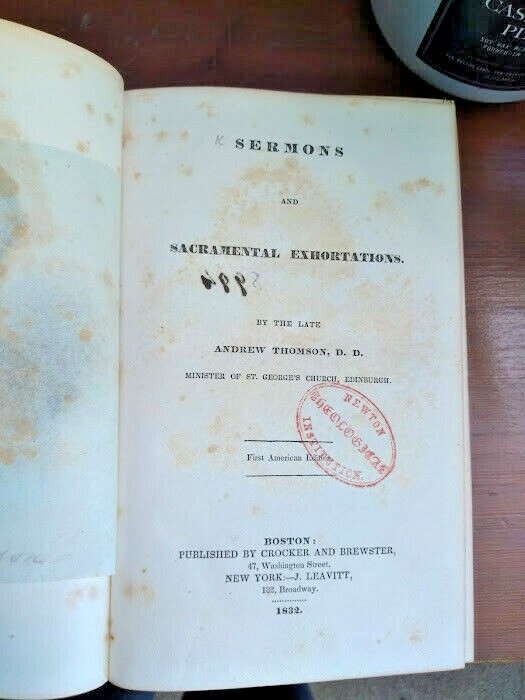 SERMONS
AND
SACRAMENTAL EXHORTATIONS.
BY THE LATE
ANDREW THOMSON, D. D.
MINISTER OF ST. GEORGE'S CHURCH, EDINBURGH.
NEWTON
THEOLOGICAL
INSTITUTION.
First American Edition
BOSTON:
PUBLISHED BY CROCKER AND BREWSTER,
47, Washington Street.
NEW YORK:—J. LEAVITT,
182, Broadway.
1832.